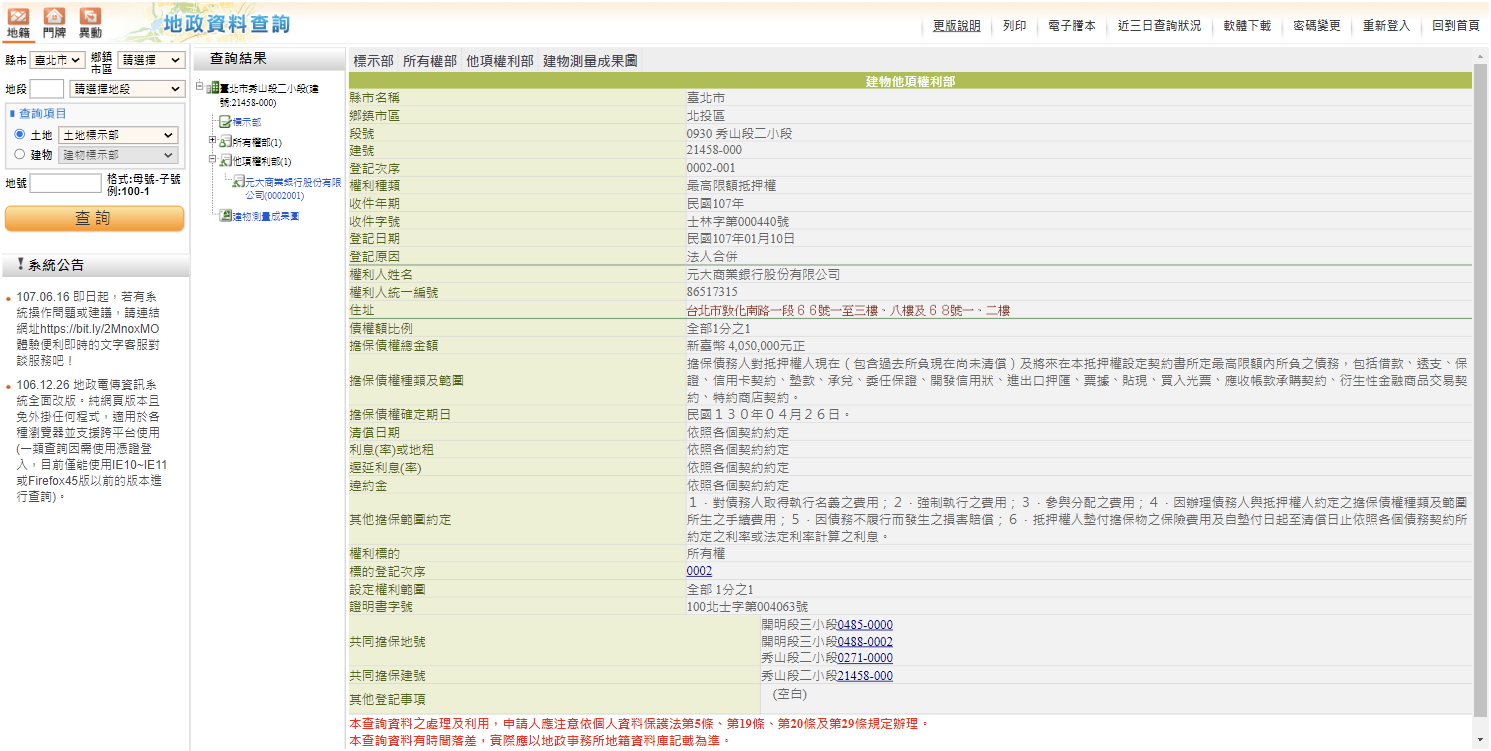 地籍 門牌 異動
地政資料查詢
更版說明 列印 電子謄本 近三日查詢狀況 軟體下載 密碼變更 重新登入 回到首頁
縣市 臺北市 鄉鎮市區 請選擇
地段 請選擇地段
查詢項目
土地 土地標示部
建物 建物標示部
地號 格式:母號-子號
例:100-1
查詢
系統公告
107.06.16 即日起，若有系
統操作問題或建議，請連結
網址https://bit.ly/2MnoxMO
體驗便利即時的文字客服對
談服務吧！
106.12.26 地政電傳資訊系
統全面改版。純網頁版本且
免外掛任何程式，適用於各
種瀏覽器並支援跨平台使用
(一類查詢因需使用憑證登
入，目前僅能使用IE10~IE11
或Firefox45版以前的版本進
行查詢)。
查詢結果
臺北市秀山段二小段(建
號:21458-000)
標示部
所有權部(1)
他項權利部(1)
元大商業銀行股份有限
公司(0002001)
建物測量成果圖
標示部 所有權部 他項權利部 建物測量成果圖
建物他項權利部
縣市名稱 臺北市
鄉鎮市區 北投區
段號 0930 秀山段二小段
建號 21458-000
登記次序 0002-001
權利種類 最高限額抵押權
收件年期 民國107年
收件字號 士林字第000440號
登記日期 民國107年01月10日
登記原因 法人合併
權利人姓名 元大商業銀行股份有限公司
權利人統一編號 86517315
住址 台北市敦化南路一段６６號一至三樓、八樓及６８號一、二樓
債權額比例 全部1分之1
擔保債權總金額 新臺幣 4,050,000元正
擔保債權種類及範圍 擔保債務人對抵押權人現在（包含過去所負現在尚未清償）及將來在本抵押權設定契約書所定最高限額內所負之債務，包括借款、透支、保
證、信用卡契約、墊款、承兌、委任保證、開發信用狀、進出口押匯、票據、貼現、買入光票、應收帳款承購契約、衍生性金融商品交易契
約、特約商店契約。
擔保債權確定期日 民國１３０年０４月２６日。
清償日期 依照各個契約約定
利息(率)或地租 依照各個契約約定
遲延利息(率) 依照各個契約約定
違約金 依照各個契約約定
其他擔保範圍約定 １．對債務人取得執行名義之費用；２．強制執行之費用；３．參與分配之費用；４．因辦理債務人與抵押權人約定之擔保債權種類及範圍
所生之手續費用；５．因債務不履行而發生之損害賠償；６．抵押權人墊付擔保物之保險費用及自墊付日起至清償日止依照各個債務契約所
約定之利率或法定利率計算之利息。
權利標的 所有權
標的登記次序 0002
設定權利範圍 全部 1分之1
證明書字號 100北士字第004063號
共同擔保地號 開明段三小段0485-0000
開明段三小段0488-0002
秀山段二小段0271-0000
共同擔保建號 秀山段二小段21458-000
其他登記事項 (空白)
本查詢資料之處理及利用，申請人應注意依個人資料保護法第5條、第19條、第20條及第29條規定辦理。
本查詢資料有時間落差，實際應以地政事務所地籍資料庫記載為準。